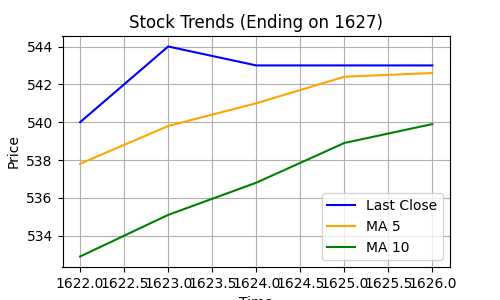 Stock Trends (Ending on 1627)
544
542
540
538
536
534
Price
Last Close
MA 5
MA 10
1622.0 1622.5 1623.0 1623.5 1624.0 1624.5 1625.0 1625.5 1626.0
Time